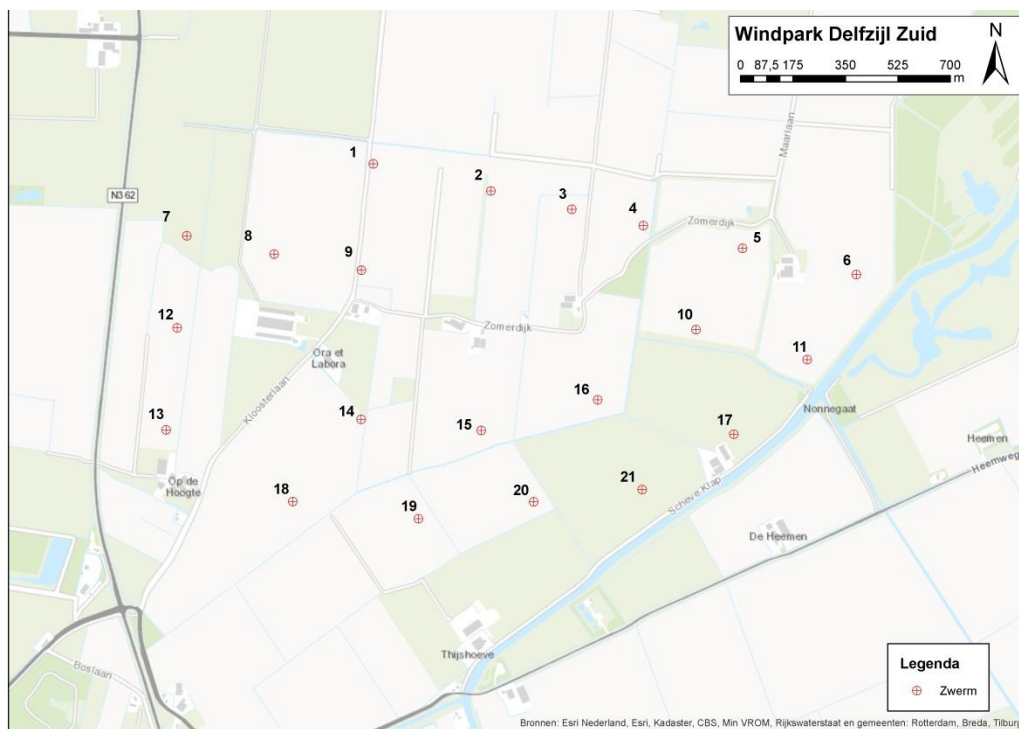 Windpark Delfzijl Zuid
N
0 87,5 175 350 525 700
m
Maarlaan
1
2
3
4
N362
7
8
9
Zomerdijk
5
6
12
Zomerdijk
10
11
Ora et
Labora
Kloosterlaan
16
Nonnegaat
13
14
15
17
Heemen
Heemweg
Op de
Hoogte
18
19
20
21
Scheve Klap
De Heemen
Thijshoeve
Boslaan
Legenda
Zwerm
Bronnen: Esri Nederland, Esri, Kadaster, CBS, Min VROM, Rijkswaterstaat en gemeenten: Rotterdam, Breda, Tilburg